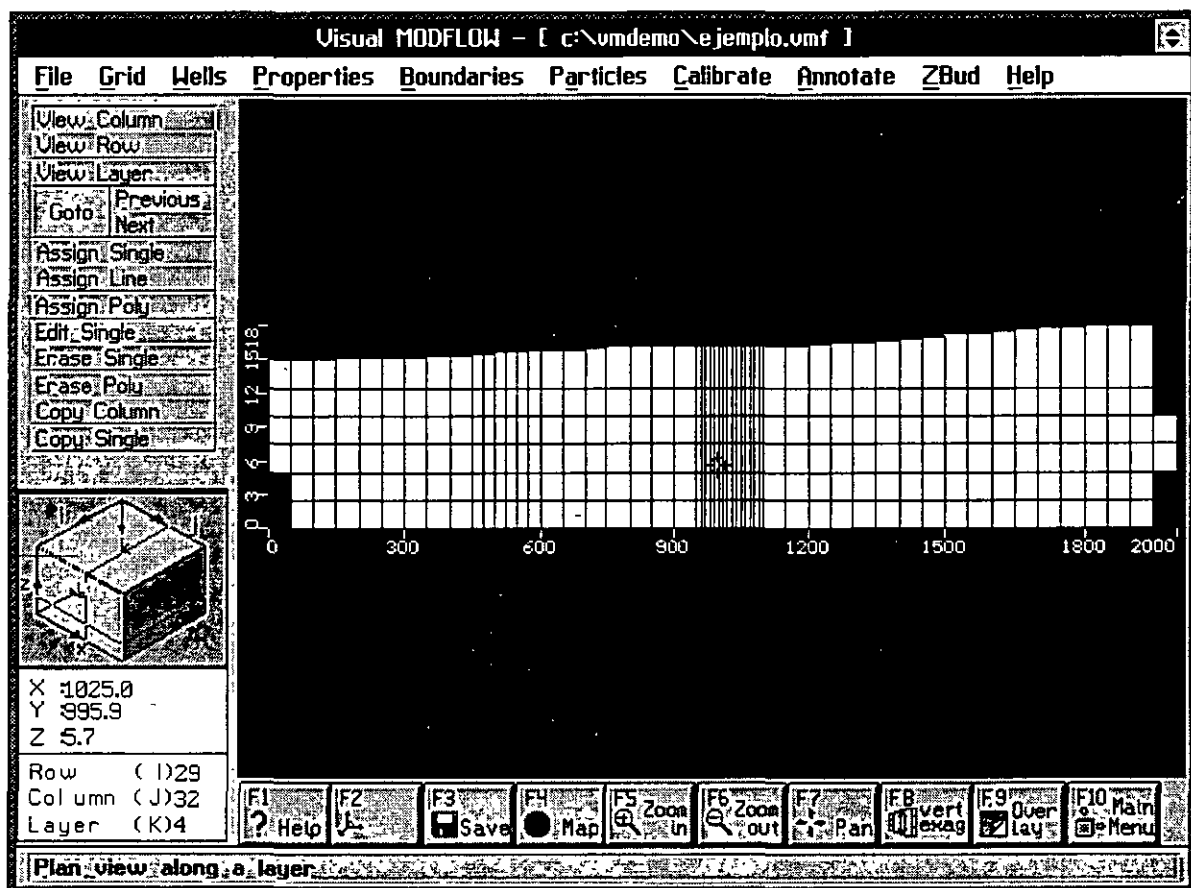 Visual MODFLOW - [ c:\vmdemo\ejemplo.vmf ]
File Grid Wells Properties Boundaries Particles Calibrate Annotate ZBud Help
View Column
View Row
View Layer
Goto Previous
Next
Assign Single
Assign Line
Assign Poly
Edit Single
Erase Single
Erase Poly
Copy Column
Copy Single
18
15
12
9
6
3
0
0 300 600 900 1200 1500 1800 2000
Z
X
X :1025.0
Y :995.9
Z :5.7
Row (I)29
Column (J)32
Layer (K)4
F1 ? Help
F2
F3 Save
F4 Map
F5 Zoom in
F6 Zoom out
F7 Pan
F8 vert exag
F9 Over lay
F10 Main Menu
Plan view along a layer